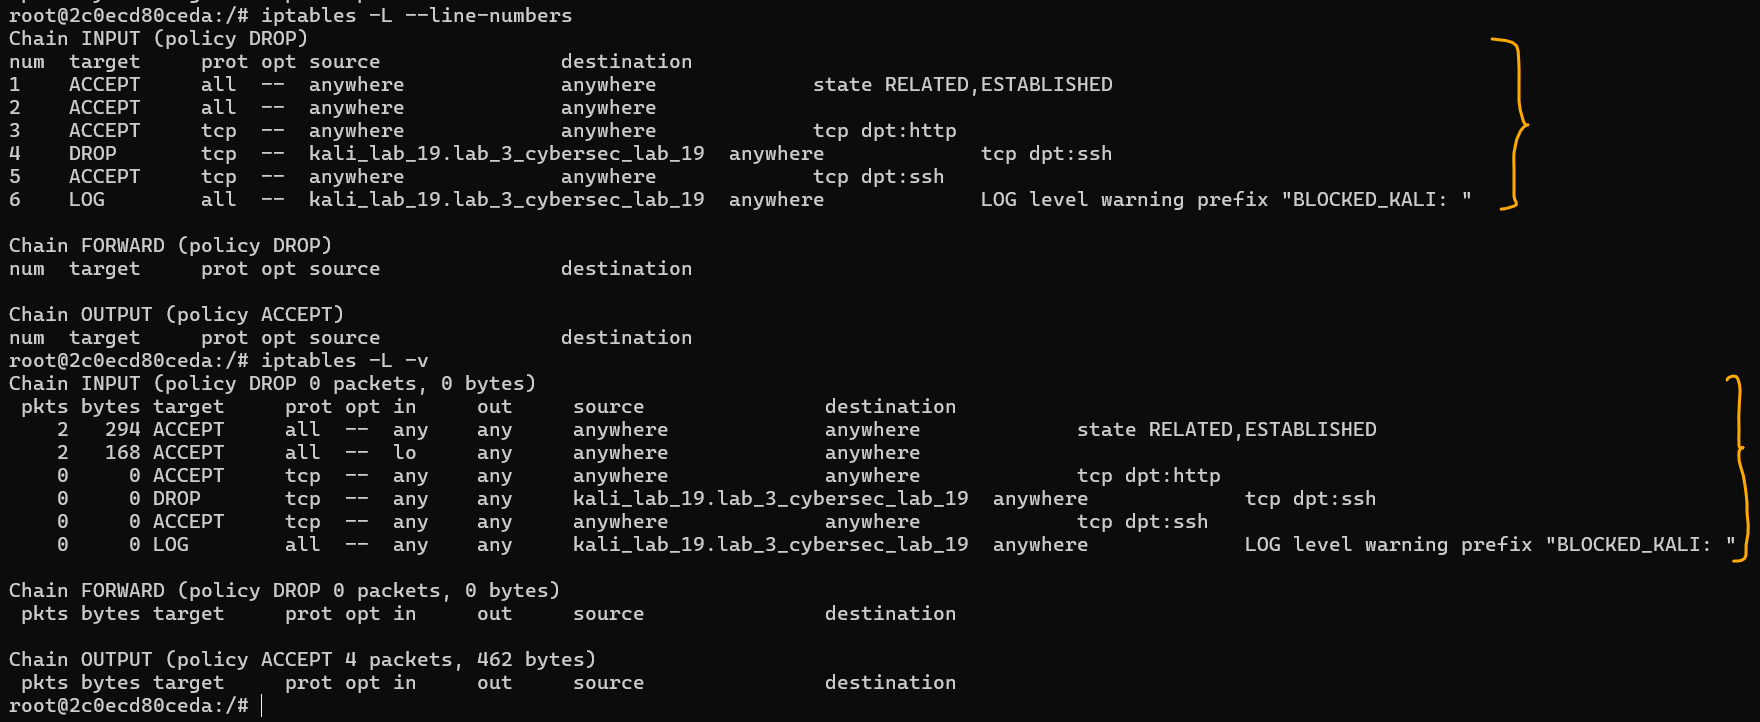 root@2c0ecd80ceda:/# iptables -L --line-numbers
Chain INPUT (policy DROP)
num  target     prot opt source               destination
1    ACCEPT     all  --  anywhere             anywhere             state RELATED,ESTABLISHED
2    ACCEPT     all  --  anywhere             anywhere
3    ACCEPT     tcp  --  anywhere             anywhere             tcp dpt:http
4    DROP       tcp  --  kali_lab_19.lab_3_cybersec_lab_19  anywhere             tcp dpt:ssh
5    ACCEPT     tcp  --  anywhere             anywhere             tcp dpt:ssh
6    LOG        all  --  kali_lab_19.lab_3_cybersec_lab_19  anywhere             LOG level warning prefix "BLOCKED_KALI: "

Chain FORWARD (policy DROP)
num  target     prot opt source               destination

Chain OUTPUT (policy ACCEPT)
num  target     prot opt source               destination
root@2c0ecd80ceda:/# iptables -L -v
Chain INPUT (policy DROP 0 packets, 0 bytes)
 pkts bytes target     prot opt in     out     source               destination
    2   294 ACCEPT     all  --  any    any     anywhere             anywhere             state RELATED,ESTABLISHED
    2   168 ACCEPT     all  --  lo     any     anywhere             anywhere
    0     0 ACCEPT     tcp  --  any    any     anywhere             anywhere             tcp dpt:http
    0     0 DROP       tcp  --  any    any     kali_lab_19.lab_3_cybersec_lab_19  anywhere             tcp dpt:ssh
    0     0 ACCEPT     tcp  --  any    any     anywhere             anywhere             tcp dpt:ssh
    0     0 LOG        all  --  any    any     kali_lab_19.lab_3_cybersec_lab_19  anywhere             LOG level warning prefix "BLOCKED_KALI: "

Chain FORWARD (policy DROP 0 packets, 0 bytes)
 pkts bytes target     prot opt in     out     source               destination

Chain OUTPUT (policy ACCEPT 4 packets, 462 bytes)
 pkts bytes target     prot opt in     out     source               destination
root@2c0ecd80ceda:/#